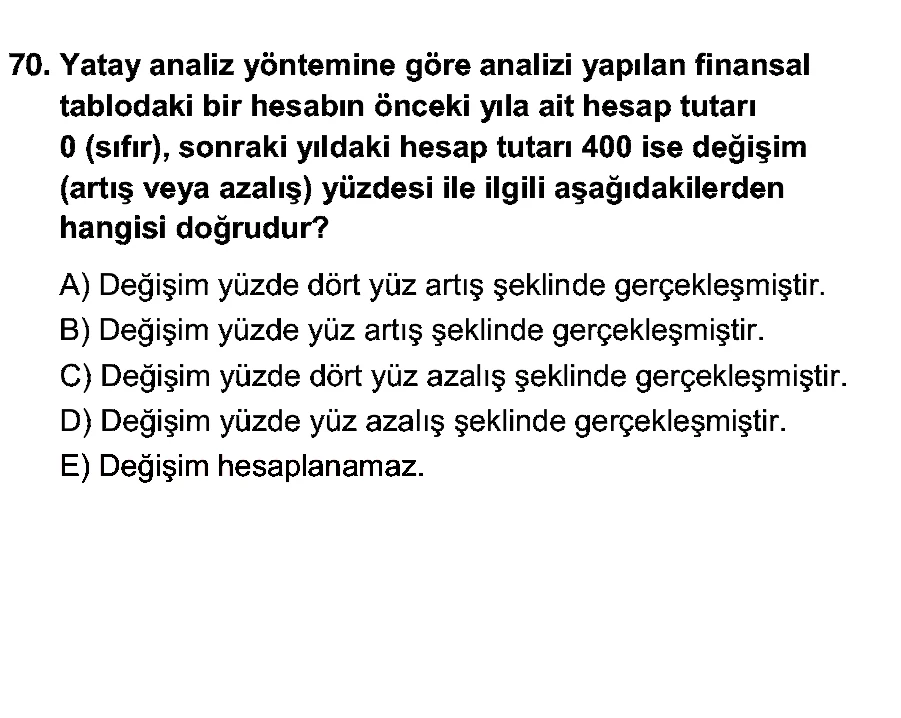 70. Yatay analiz yöntemine göre analizi yapılan finansal
tablodaki bir hesabın önceki yıla ait hesap tutarı
0 (sıfır), sonraki yıldaki hesap tutarı 400 ise değişim
(artış veya azalış) yüzdesi ile ilgili aşağıdakilerden
hangisi doğrudur?
A) Değişim yüzde dört yüz artış şeklinde gerçekleşmiştir.
B) Değişim yüzde yüz artış şeklinde gerçekleşmiştir.
C) Değişim yüzde dört yüz azalış şeklinde gerçekleşmiştir.
D) Değişim yüzde yüz azalış şeklinde gerçekleşmiştir.
E) Değişim hesaplanamaz.